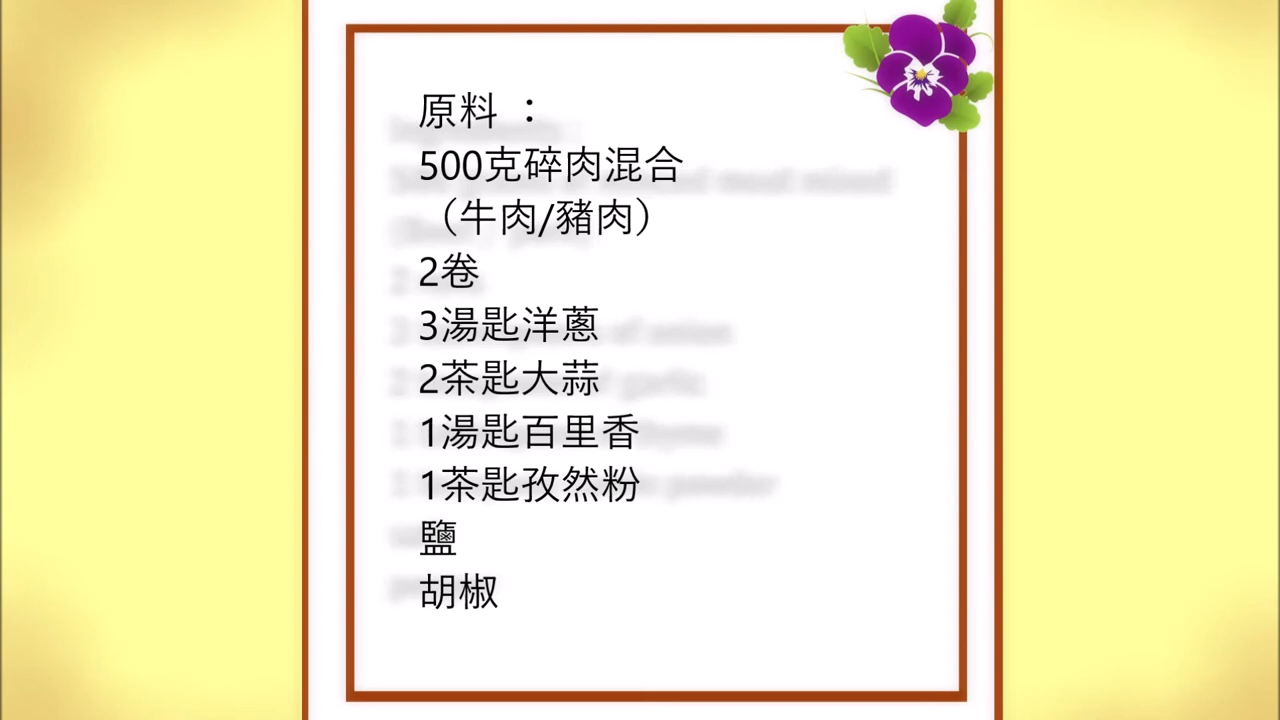 原料 ：
500克碎肉混合
（牛肉/豬肉）
2卷
3湯匙洋蔥
2茶匙大蒜
1湯匙百里香
1茶匙孜然粉
鹽
胡椒